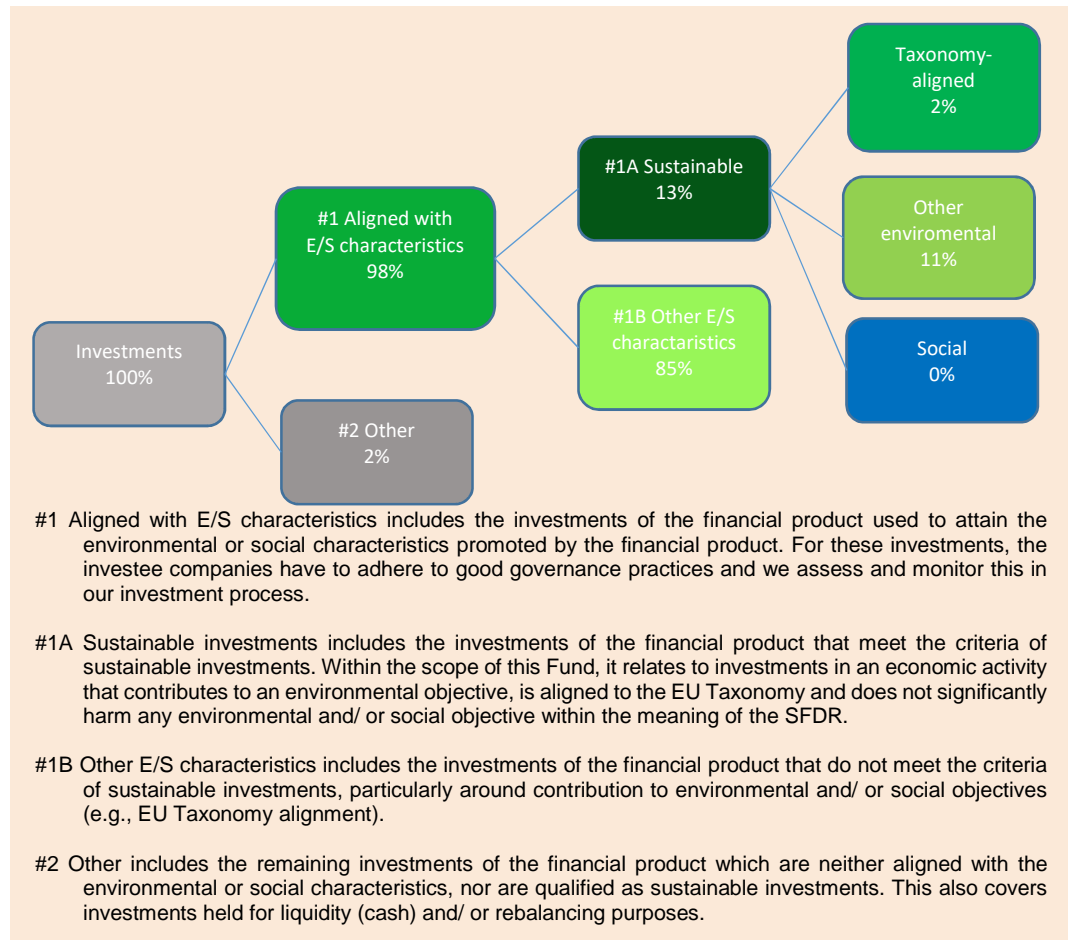 Taxonomy-
aligned
2%
#1A Sustainable
13%
#1 Aligned with
E/S characteristics
98%
Other
enviromental
11%
#1B Other E/S
charactaristics
85%
Investments
100%
Social
0%
#2 Other
2%
#1 Aligned with E/S characteristics includes the investments of the financial product used to attain the
environmental or social characteristics promoted by the financial product. For these investments, the
investee companies have to adhere to good governance practices and we assess and monitor this in
our investment process.
#1A Sustainable investments includes the investments of the financial product that meet the criteria of
sustainable investments. Within the scope of this Fund, it relates to investments in an economic activity
that contributes to an environmental objective, is aligned to the EU Taxonomy and does not significantly
harm any environmental and/ or social objective within the meaning of the SFDR.
#1B Other E/S characteristics includes the investments of the financial product that do not meet the criteria
of sustainable investments, particularly around contribution to environmental and/ or social objectives
(e.g., EU Taxonomy alignment).
#2 Other includes the remaining investments of the financial product which are neither aligned with the
environmental or social characteristics, nor are qualified as sustainable investments. This also covers
investments held for liquidity (cash) and/ or rebalancing purposes.